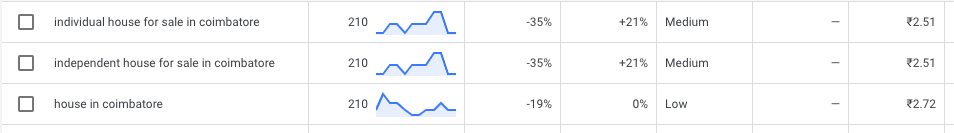 individual house for sale in coimbatore 210 -35% +21% Medium – ₹2.51
independent house for sale in coimbatore 210 -35% +21% Medium – ₹2.51
house in coimbatore 210 -19% 0% Low – ₹2.72